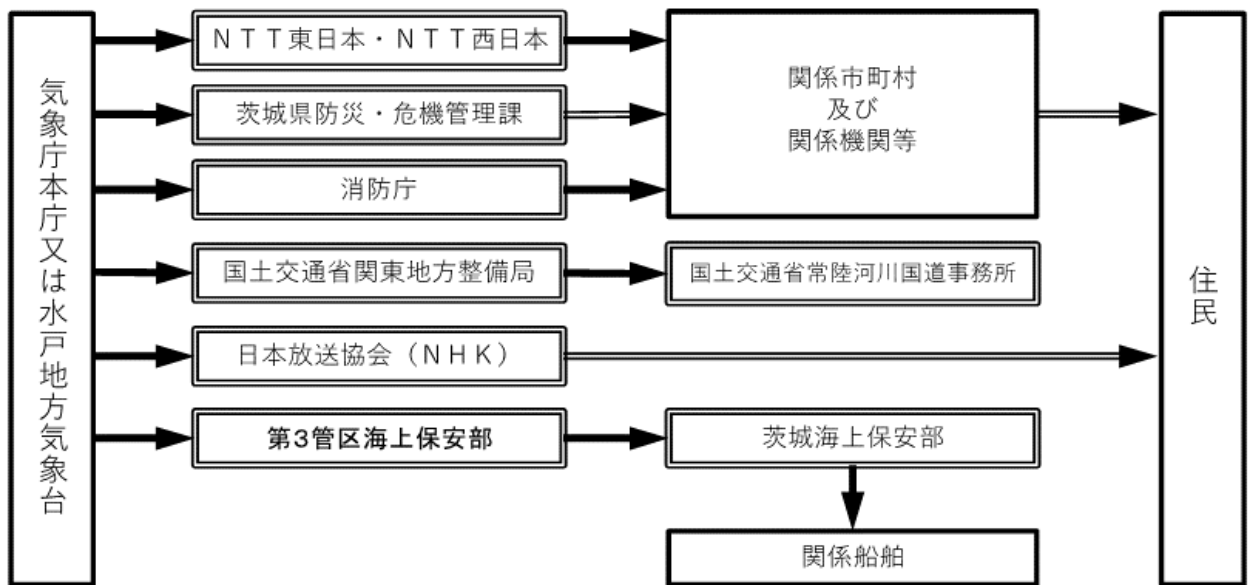 気象庁本庁又は水戸地方気象台
ＮＴＴ東日本・ＮＴＴ西日本
茨城県防災・危機管理課
消防庁
国土交通省関東地方整備局
日本放送協会（ＮＨＫ）
第３管区海上保安部
関係市町村
及び
関係機関等
国土交通省常陸河川国道事務所
茨城海上保安部
関係船舶
住民